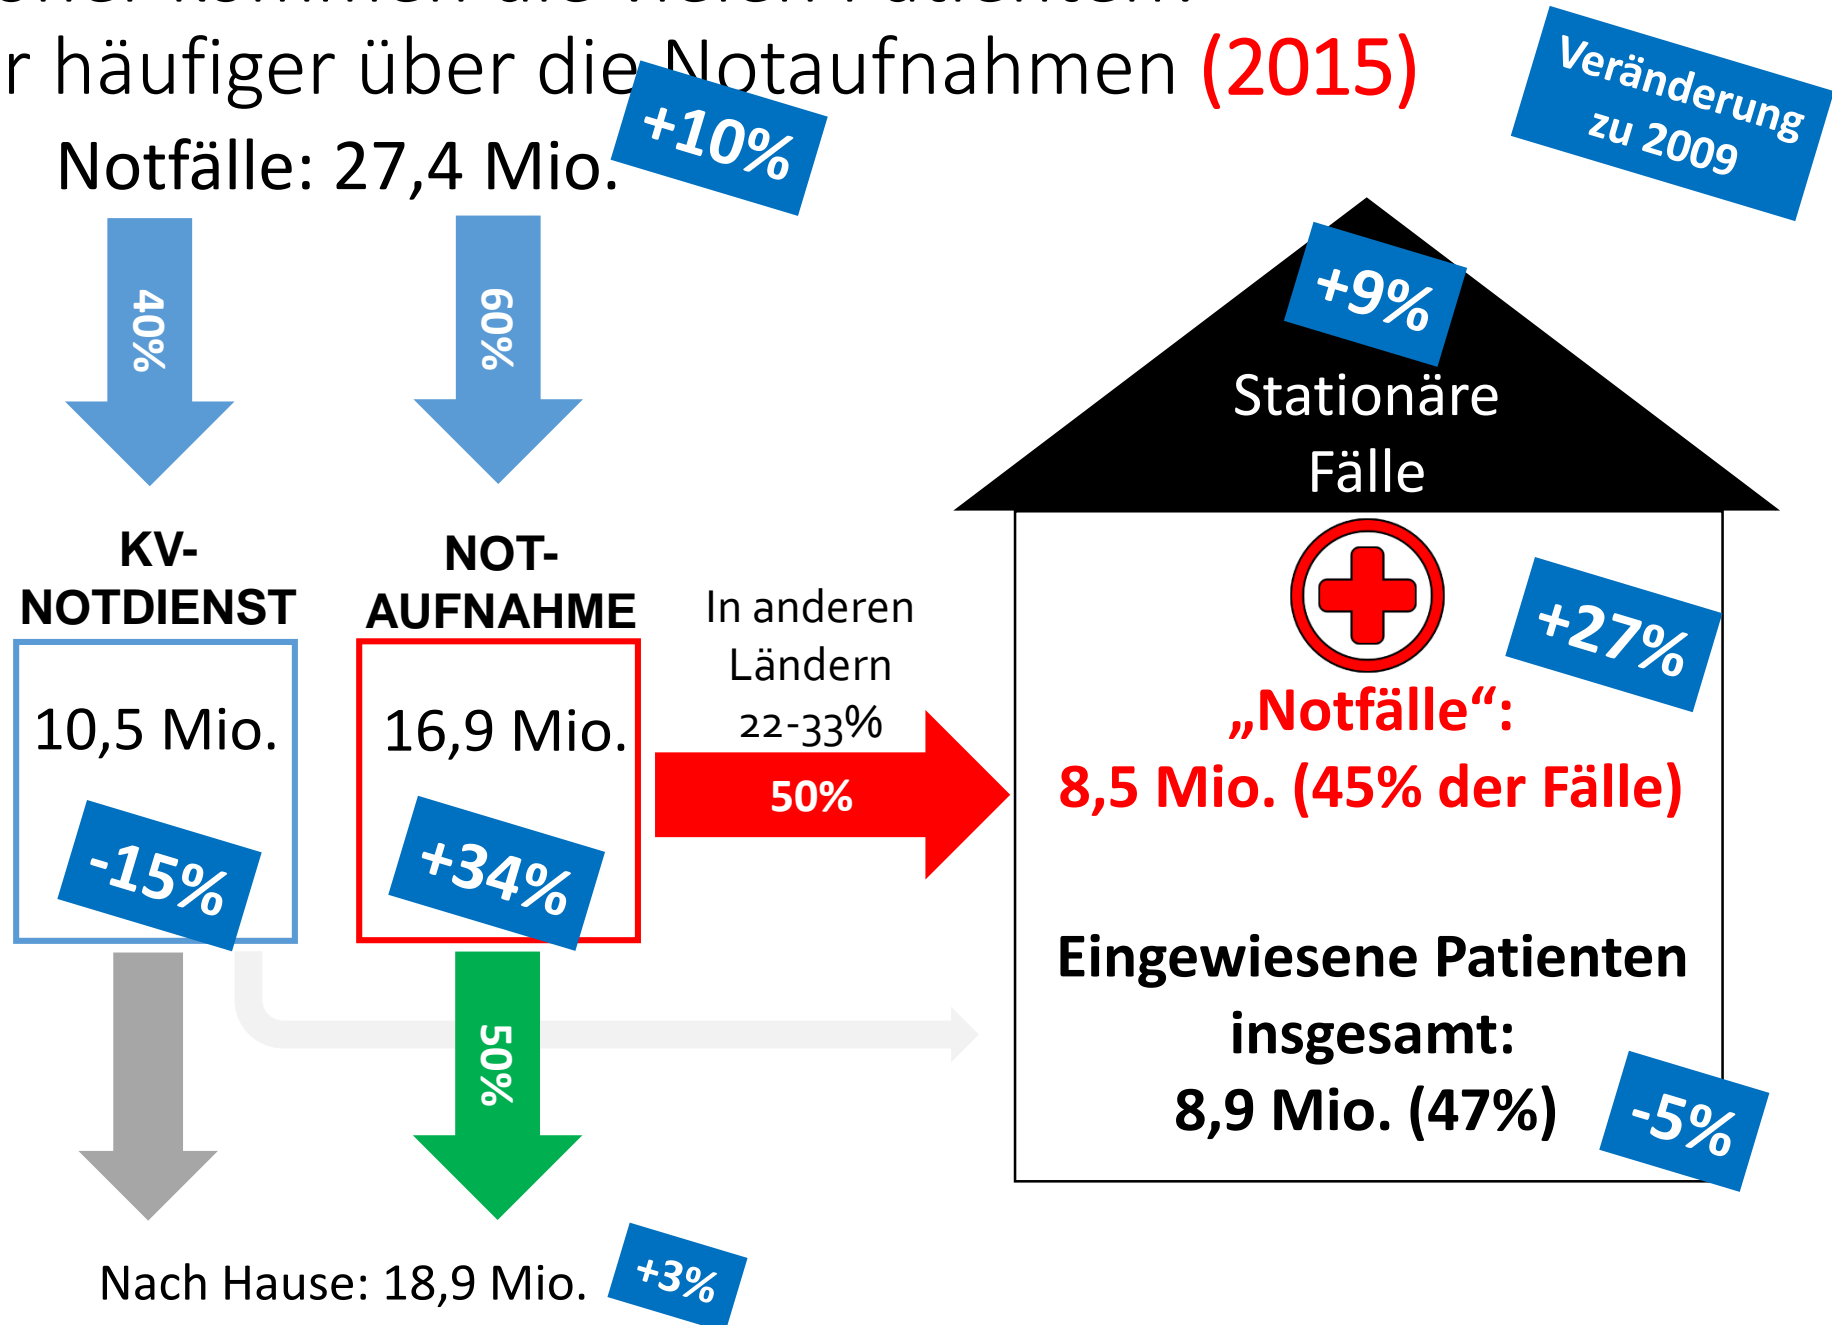 r häufiger über die Notaufnahmen (2015)
Veränderung
zu 2009
Notfälle: 27,4 Mio.
+10%
40%
60%
+9%
Stationäre
Fälle
KV-
NOTDIENST
NOT-
AUFNAHME
In anderen
Ländern
22-33%
50%
10,5 Mio.
16,9 Mio.
-15%
+34%
+27%
„Notfälle“:
8,5 Mio. (45% der Fälle)
Eingewiesene Patienten
insgesamt:
8,9 Mio. (47%)
-5%
50%
Nach Hause: 18,9 Mio.
+3%